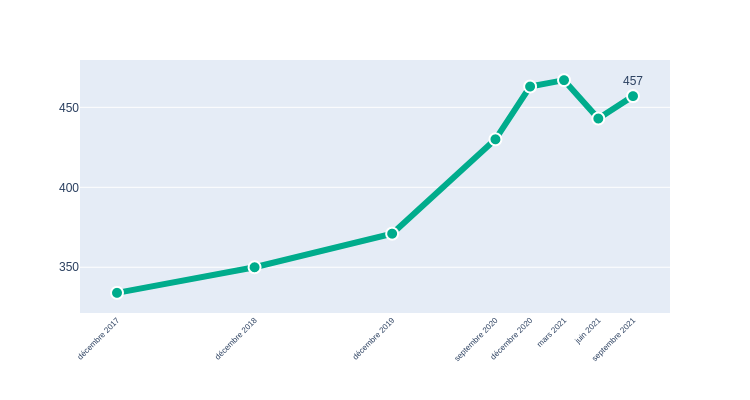 457
450
400
350
décembre 2017
décembre 2018
décembre 2019
septembre 2020
décembre 2020
mars 2021
juin 2021
septembre 2021